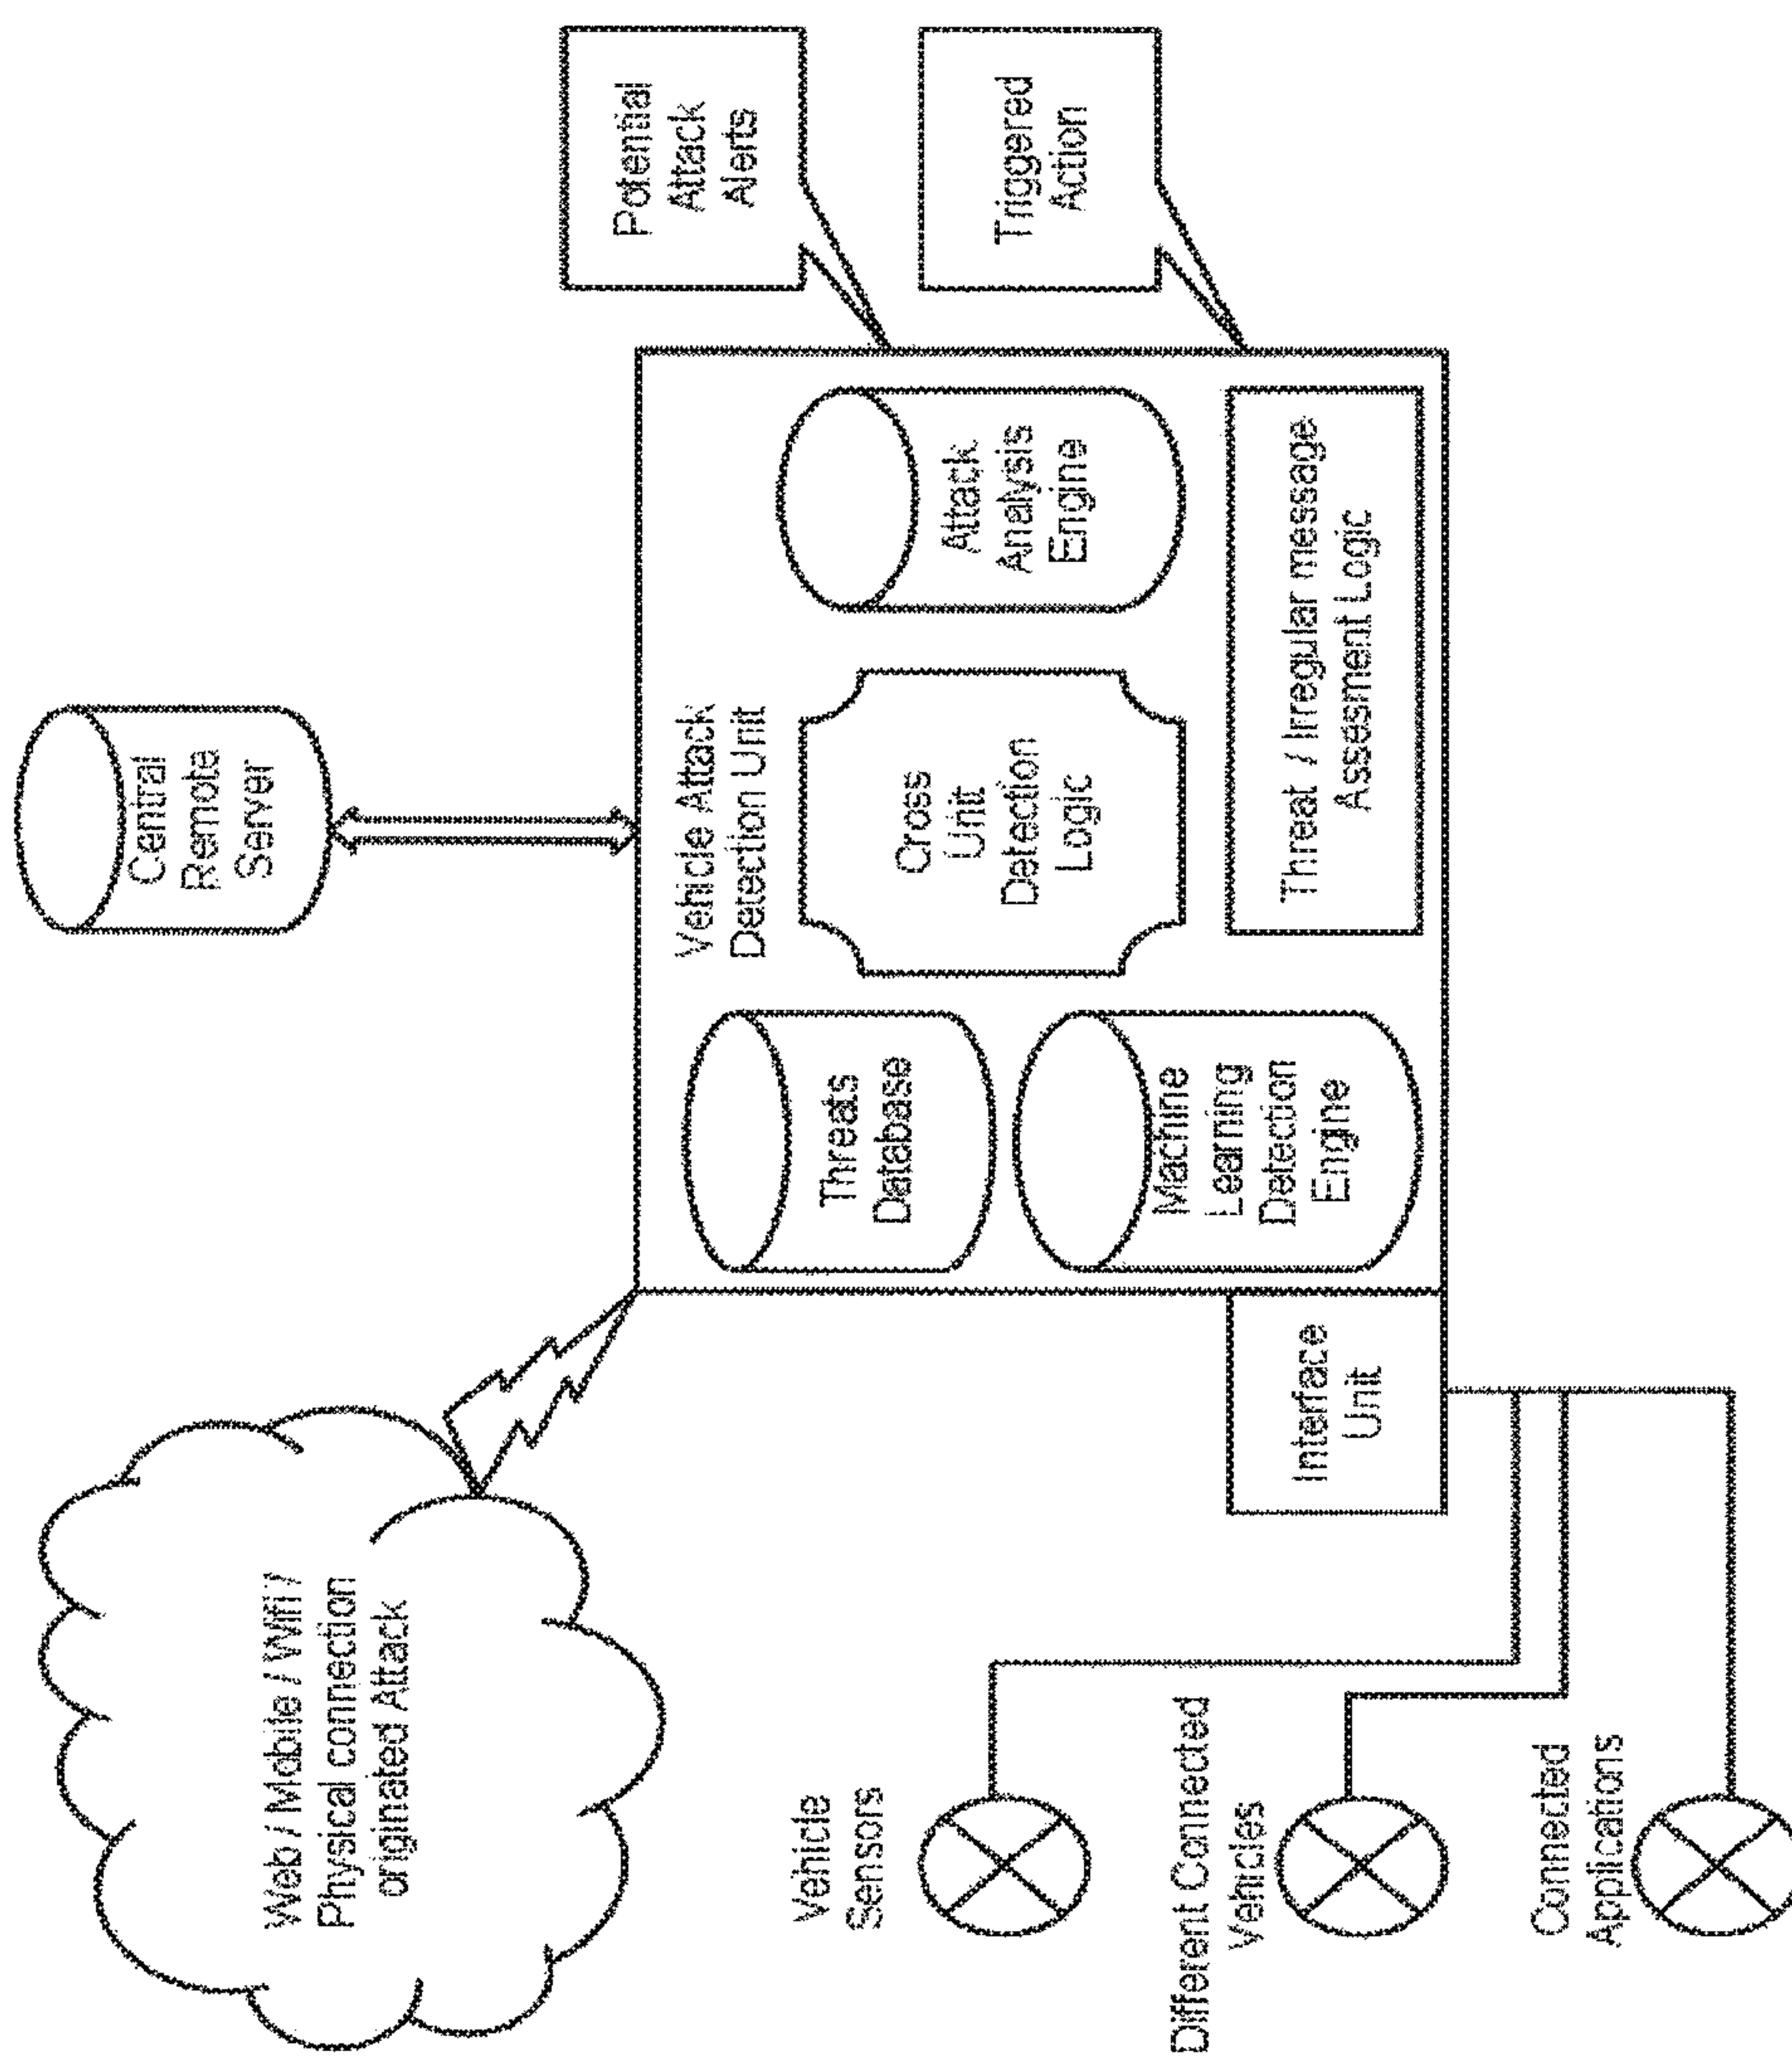 Central
Remote
Server
Web / Mobile / Wifi /
Physical connection
originated Attack
Potential
Attack
Alerts
Vehicle Attack
Detection Unit
Threats
Database
Cross
Unit
Detection
Logic
Attack
Analysis
Engine
Triggered
Action
Machine
Learning
Detection
Engine
Vehicle
Sensors
Interface
Unit
Threat / Irregular message
Assesment Logic
Different Connected
Vehicles
Connected
Applications